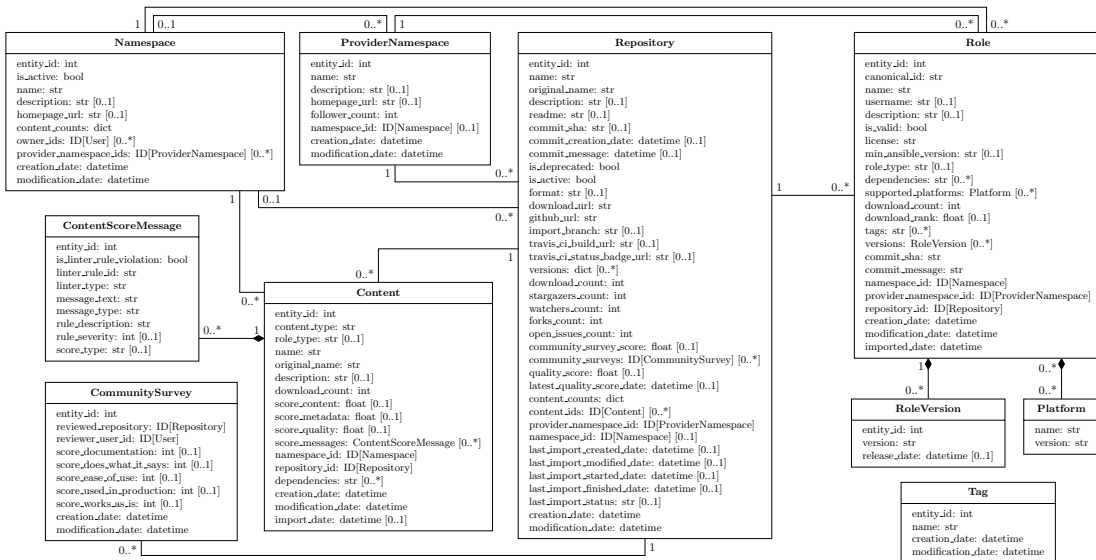 1
0..1
0..*
1
0..*
0..*
Namespace
entity_id: int
is_active: bool
name: str
description: str [0..1]
homepage_url: str [0..1]
content_counts: dict
owner_ids: ID[User] [0..*]
provider_namespace_ids: ID[ProviderNamespace] [0..*]
creation_date: datetime
modification_date: datetime
ProviderNamespace
entity_id: int
name: str
description: str [0..1]
homepage_url: str [0..1]
follower_count: int
namespace_id: ID[Namespace]
creation_date: datetime
modification_date: datetime
Repository
entity_id: int
name: str
original_name: str
description: str [0..1]
readme: str [0..1]
commit_sha: str [0..1]
commit_creation_date: datetime [0..1]
commit_message: datetime [0..1]
is_deprecated: bool
is_active: bool
format: str [0..1]
download_url: str
github_url: str
import_branch: str [0..1]
travis_ci_build_url: str [0..1]
travis_ci_status_badge_url: str [0..1]
versions: dict [0..*]
download_count: int
stargazers_count: int
watchers_count: int
forks_count: int
open_issues_count: int
community_survey_score: float [0..1]
community_surveys: ID[CommunitySurvey] [0..*]
quality_score: float [0..1]
latest_quality_score_date: datetime [0..1]
content_counts: dict
content_ids: ID[Content] [0..*]
provider_namespace_id: ID[ProviderNamespace]
namespace_id: ID[Namespace] [0..1]
last_import_created_date: datetime [0..1]
last_import_modified_date: datetime [0..1]
last_import_started_date: datetime [0..1]
last_import_finished_date: datetime [0..1]
last_import_status: str [0..1]
creation_date: datetime
modification_date: datetime
Role
entity_id: int
canonical_id: str
name: str
username: str [0..1]
description: str [0..1]
is_valid: bool
license: str
min_ansible_version: str [0..1]
role_type: str [0..1]
dependencies: str [0..*]
supported_platforms: Platform [0..*]
download_count: int
download_rank: float [0..1]
tags: str [0..*]
versions: RoleVersion [0..*]
commit_sha: str
commit_message: str
namespace_id: ID[Namespace]
provider_namespace_id: ID[ProviderNamespace]
repository_id: ID[Repository]
creation_date: datetime
modification_date: datetime
imported_date: datetime
1
0..*
1
0..*
1
0..1
0..*
ContentScoreMessage
entity_id: int
is_linter_rule_violation: bool
linter_rule_id: str
linter_type: str
message_text: str
message_type: str
rule_description: str
rule_severity: int [0..1]
score_type: str [0..1]
0..*
1
0..*
0..*
1
Content
entity_id: int
content_type: str
role_type: str [0..1]
name: str
original_name: str
description: str [0..1]
download_count: int
score_content: float [0..1]
score_metadata: float [0..1]
score_quality: float [0..1]
score_messages: ContentScoreMessage [0..*]
namespace_id: ID[Namespace]
repository_id: ID[Repository]
dependencies: str [0..*]
creation_date: datetime
modification_date: datetime
import_date: datetime [0..1]
CommunitySurvey
entity_id: int
reviewed_repository: ID[Repository]
reviewer_user_id: ID[User]
score_documentation: int [0..1]
score_does_what_it_says: int [0..1]
score_ease_of_use: int [0..1]
score_used_in_production: int [0..1]
score_works_as_is: int [0..1]
creation_date: datetime
modification_date: datetime
0..*
1
1
0..*
0..*
0..*
RoleVersion
entity_id: int
version: str
release_date: datetime [0..1]
Platform
name: str
version: str
Tag
entity_id: int
name: str
creation_date: datetime
modification_date: datetime